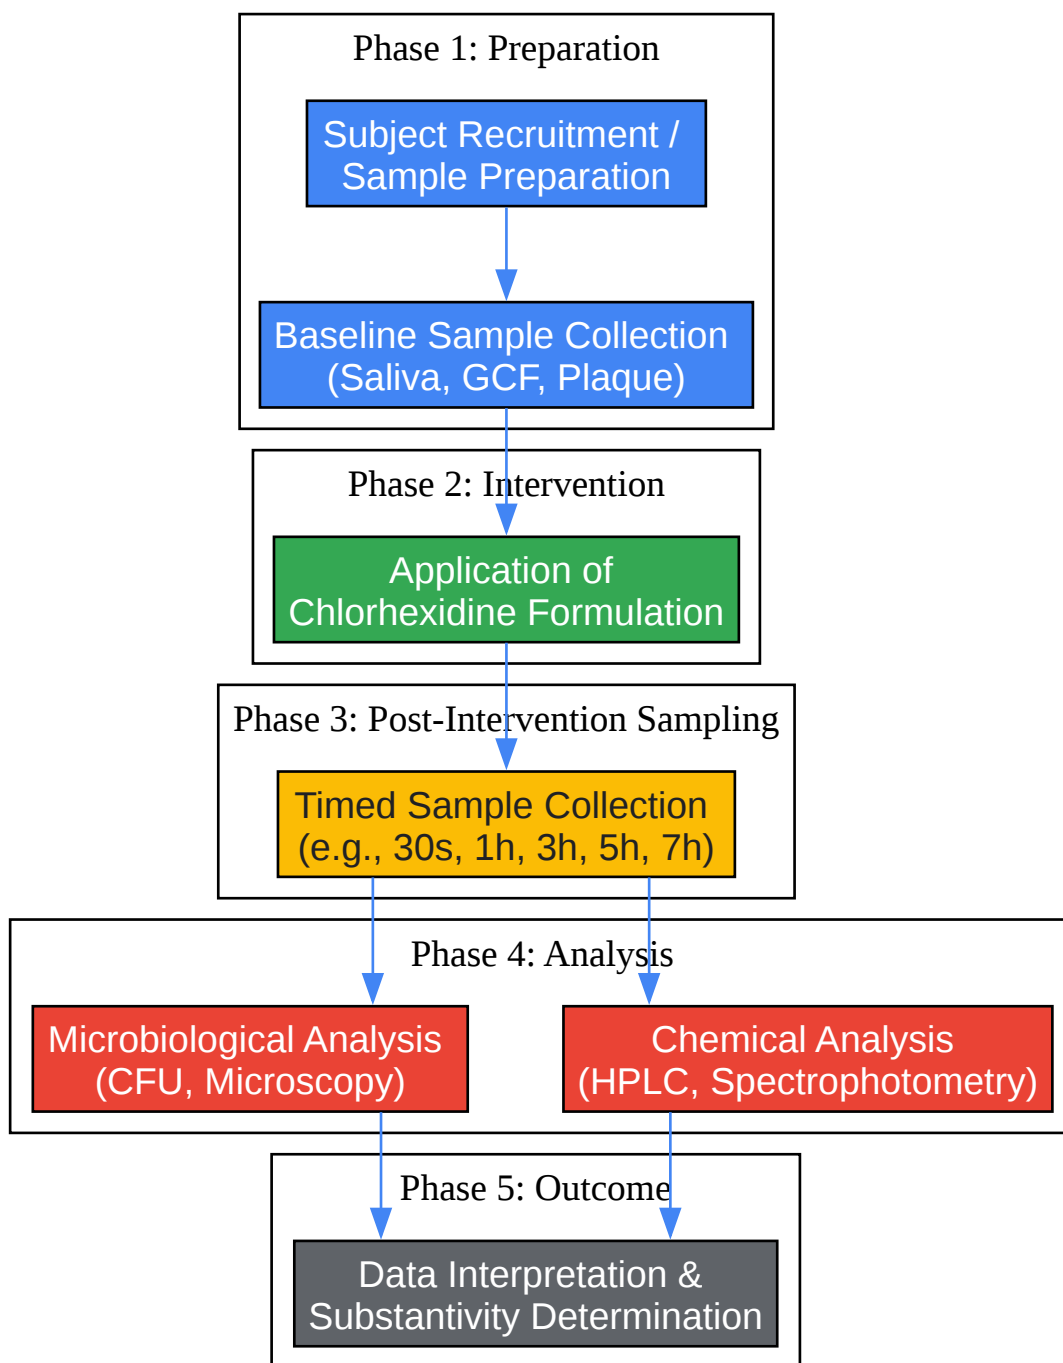 Phase 1: Preparation
Subject Recruitment /
Sample Preparation
Baseline Sample Collection
(Saliva, GCF, Plaque)
Phase 2: Intervention
Application of
Chlorhexidine Formulation
Phase 3: Post-Intervention Sampling
Timed Sample Collection
(e.g., 30s, 1h, 3h, 5h, 7h)
Phase 4: Analysis
Microbiological Analysis
(CFU, Microscopy)
Chemical Analysis
(HPLC, Spectrophotometry)
Phase 5: Outcome
Data Interpretation &
Substantivity Determination